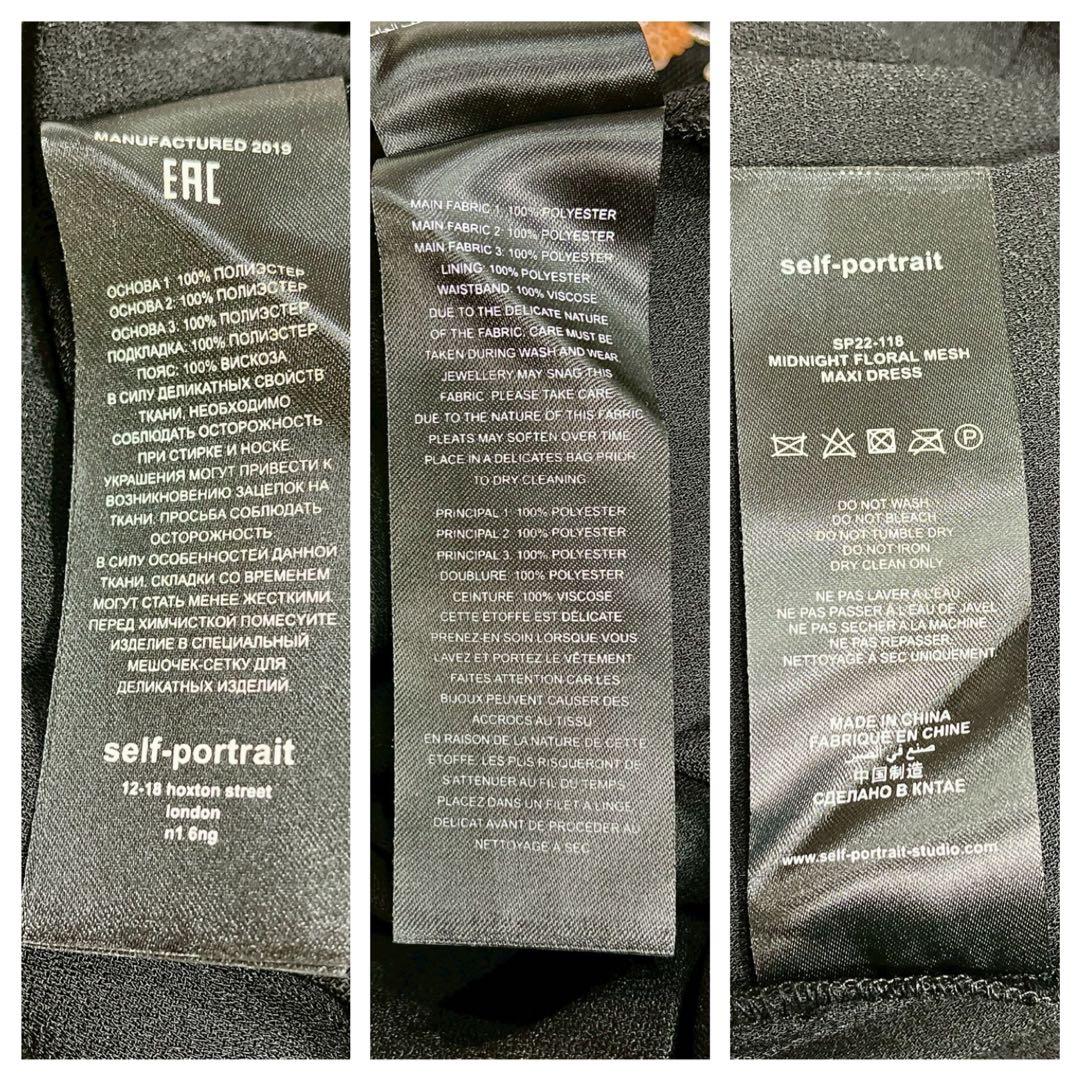 MANUFACTURED 2019
EAC
ОСНОВА 1: 100% ПОЛИЭСТЕР
ОСНОВА 2: 100% ПОЛИЭСТЕР
ОСНОВА 3: 100% ПОЛИЭСТЕР
ПОДКЛАДКА: 100% ПОЛИЭСТЕР
ПОЯС: 100% ВИСКОЗА
В СИЛУ ДЕЛИКАТНЫХ СВОЙСТВ
ТКАНИ, НЕОБХОДИМО
СОБЛЮДАТЬ ОСТОРОЖНОСТЬ
ПРИ СТИРКЕ И НОСКЕ.
УКРАШЕНИЯ МОГУТ ПРИВЕСТИ К
ВОЗНИКНОВЕНИЮ ЗАЦЕПОК НА
ТКАНИ. ПРОСЬБА СОБЛЮДАТЬ
ОСТОРОЖНОСТЬ
В СИЛУ ОСОБЕННОСТЕЙ ДАННОЙ
ТКАНИ, СКЛАДКИ СО ВРЕМЕНЕМ
МОГУТ СТАТЬ МЕНЕЕ ЖЕСТКИМИ.
ПЕРЕД ХИМЧИСТКОЙ ПОМЕСУИТЕ
ИЗДЕЛИЕ В СПЕЦИАЛЬНЫЙ
МЕШОЧЕК-СЕТКУ ДЛЯ
ДЕЛИКАТНЫХ ИЗДЕЛИЙ.
self-portrait
12-18 hoxton street
london
n1 6ng
MAIN FABRIC 1: 100% POLYESTER
MAIN FABRIC 2: 100% POLYESTER
MAIN FABRIC 3: 100% POLYESTER
LINING: 100% POLYESTER
WAISTBAND: 100% VISCOSE
DUE TO THE DELICATE NATURE
OF THE FABRIC, CARE MUST BE
TAKEN DURING WASH AND WEAR.
JEWELLERY MAY SNAG THIS
FABRIC. PLEASE TAKE CARE
DUE TO THE NATURE OF THIS FABRIC,
PLEATS MAY SOFTEN OVER TIME
PLACE IN A DELICATES BAG PRIOR
TO DRY CLEANING
PRINCIPAL 1: 100% POLYESTER
PRINCIPAL 2: 100% POLYESTER
PRINCIPAL 3: 100% POLYESTER
DOUBLURE: 100% POLYESTER
CEINTURE: 100% VISCOSE
CETTE ÉTOFFE EST DÉLICATE
PRENEZ-EN SOIN LORSQUE VOUS
LAVEZ ET PORTEZ LE VÊTEMENT.
FAITES ATTENTION CAR LES
BIJOUX PEUVENT CAUSER DES
ACCROCS AU TISSU
EN RAISON DE LA NATURE DE CETTE
ÉTOFFE, LES PLIS RISQUERONT DE
S'ATTENUER AU FIL DE TEMPS.
PLACEZ DANS UN FILET À LINGE
DÉLICAT AVANT DE PROCÉDER AU
NETTOYAGE À SEC
self-portrait
SP22-118
MIDNIGHT FLORAL MESH
MAXI DRESS
P
DO NOT WASH
DO NOT BLEACH
DO NOT TUMBLE DRY
DO NOT IRON
DRY CLEAN ONLY
NE PAS LAVER À L'EAU
NE PAS PASSER À L'EAU DE JAVEL
NE PAS SECHER A LA MACHINE
NE PAS REPASSER
NETTOYAGE À SEC UNIQUEMENT
MADE IN CHINA
FABRIQUÉ EN CHINE
صنع في الصين
中国制造
СДЕЛАНО В КНТАЕ
www.self-portrait-studio.com